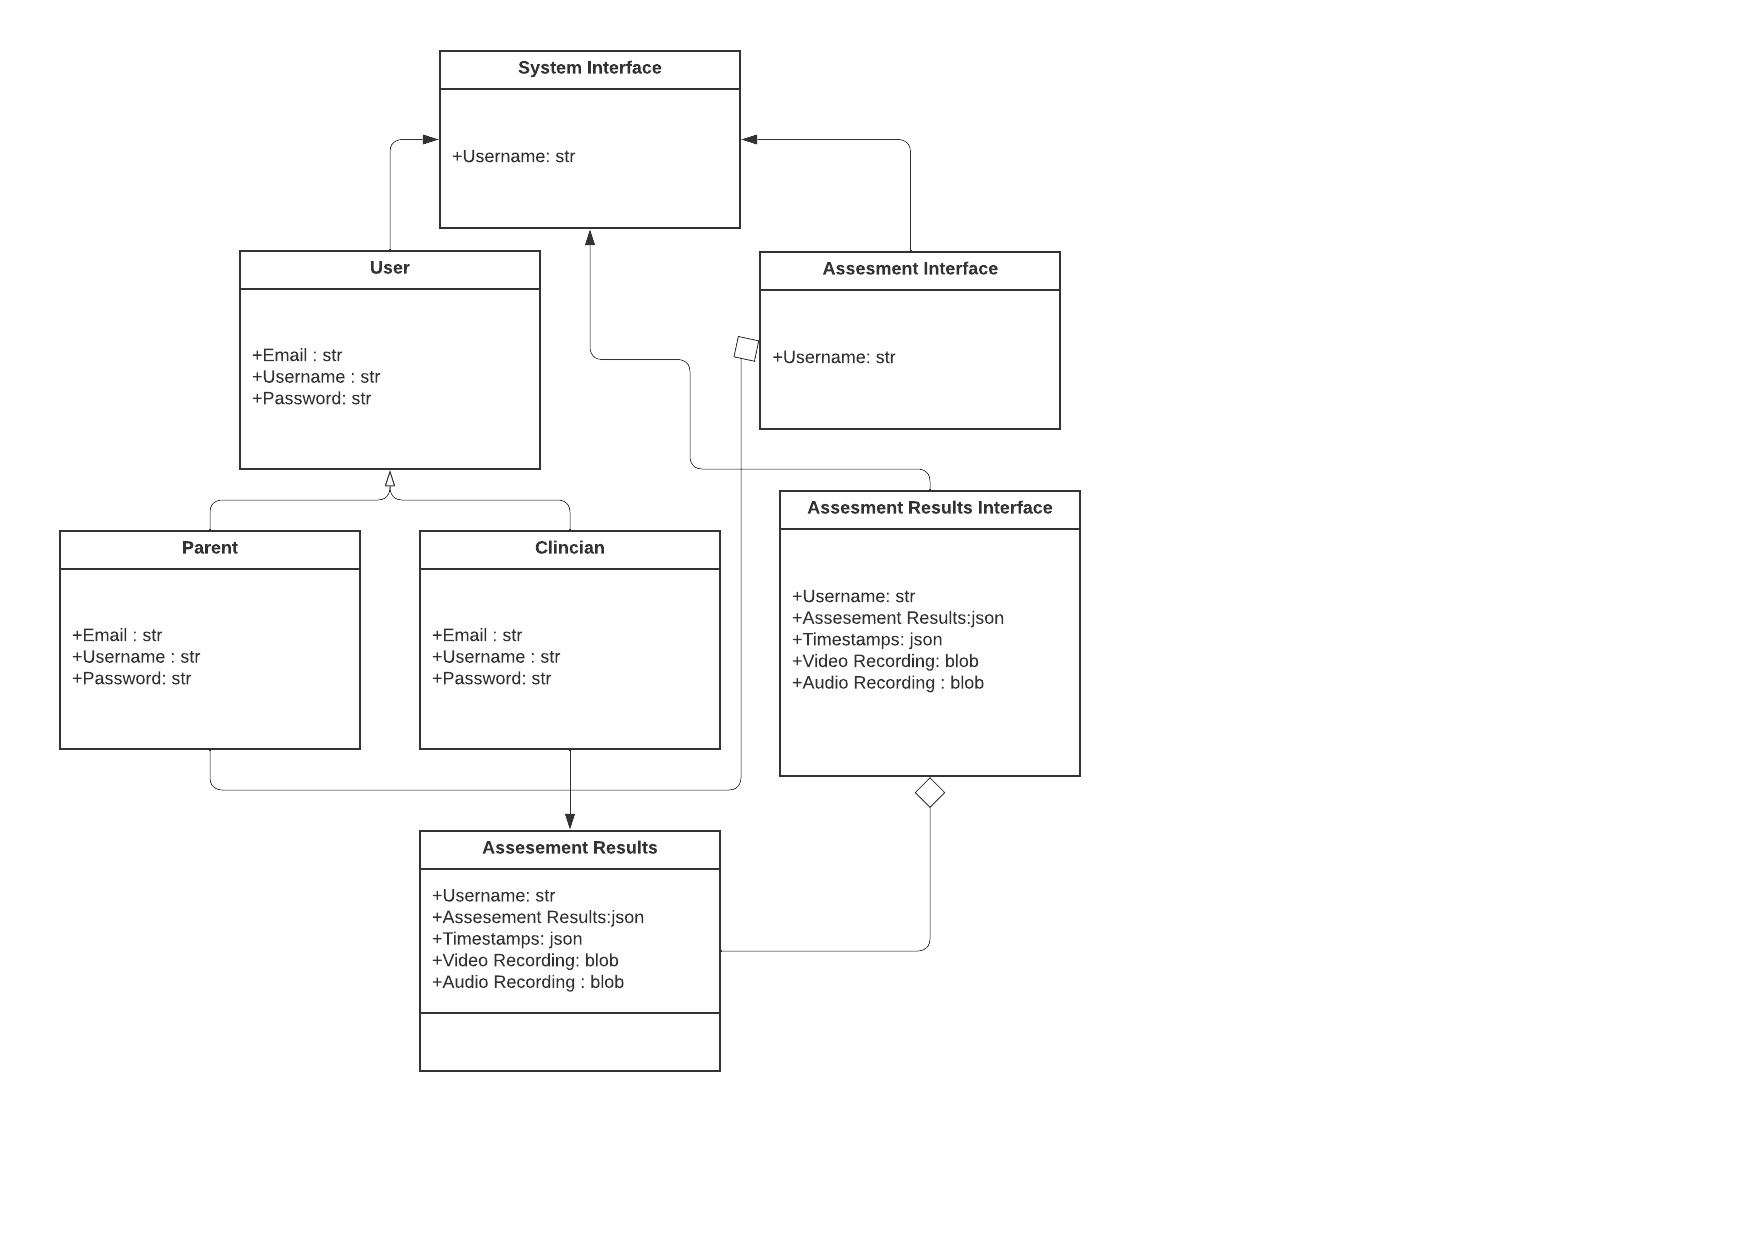 System Interface
+Username: str
User
+Email : str
+Username : str
+Password: str
Assesment Interface
+Username: str
Parent
+Email : str
+Username : str
+Password: str
Clincian
+Email : str
+Username : str
+Password: str
Assesment Results Interface
+Username: str
+Assesement Results:json
+Timestamps: json
+Video Recording: blob
+Audio Recording : blob
Assesement Results
+Username: str
+Assesement Results:json
+Timestamps: json
+Video Recording: blob
+Audio Recording : blob